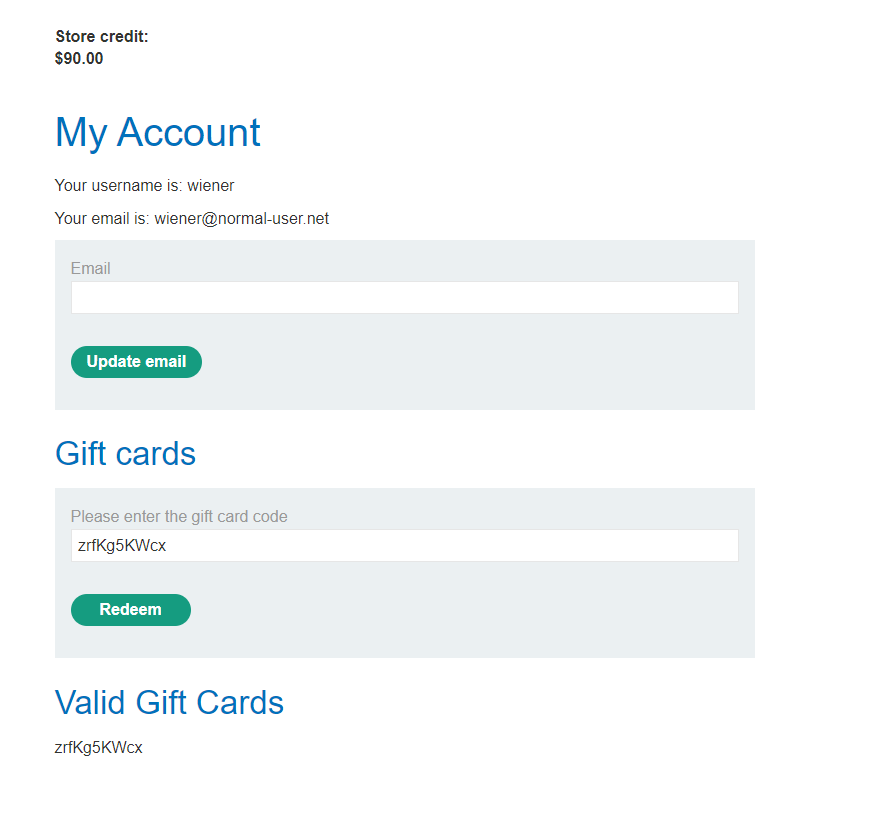 Store credit:
$90.00
My Account
Your username is: wiener
Your email is: wiener@normal-user.net
Email
Update email
Gift cards
Please enter the gift card code
zrfKg5KWcx
Redeem
Valid Gift Cards
zrfKg5KWcx